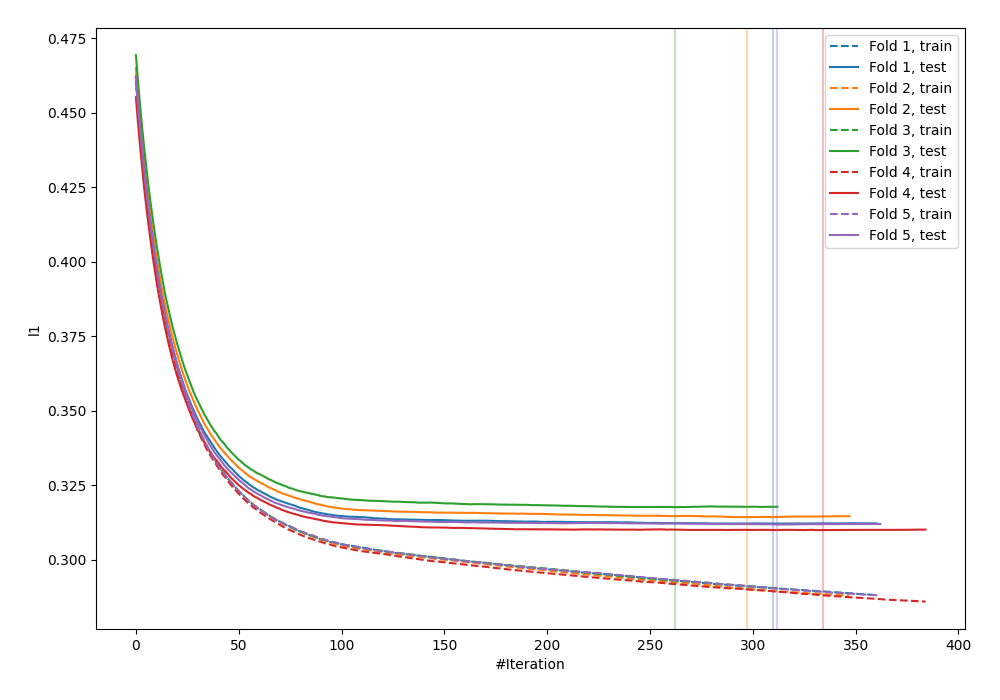 0.475
0.450
0.425
0.400
0.375
0.350
0.325
0.300
l1
0
50
100
150
200
250
300
350
400
#Iteration
Fold 1, train
Fold 1, test
Fold 2, train
Fold 2, test
Fold 3, train
Fold 3, test
Fold 4, train
Fold 4, test
Fold 5, train
Fold 5, test